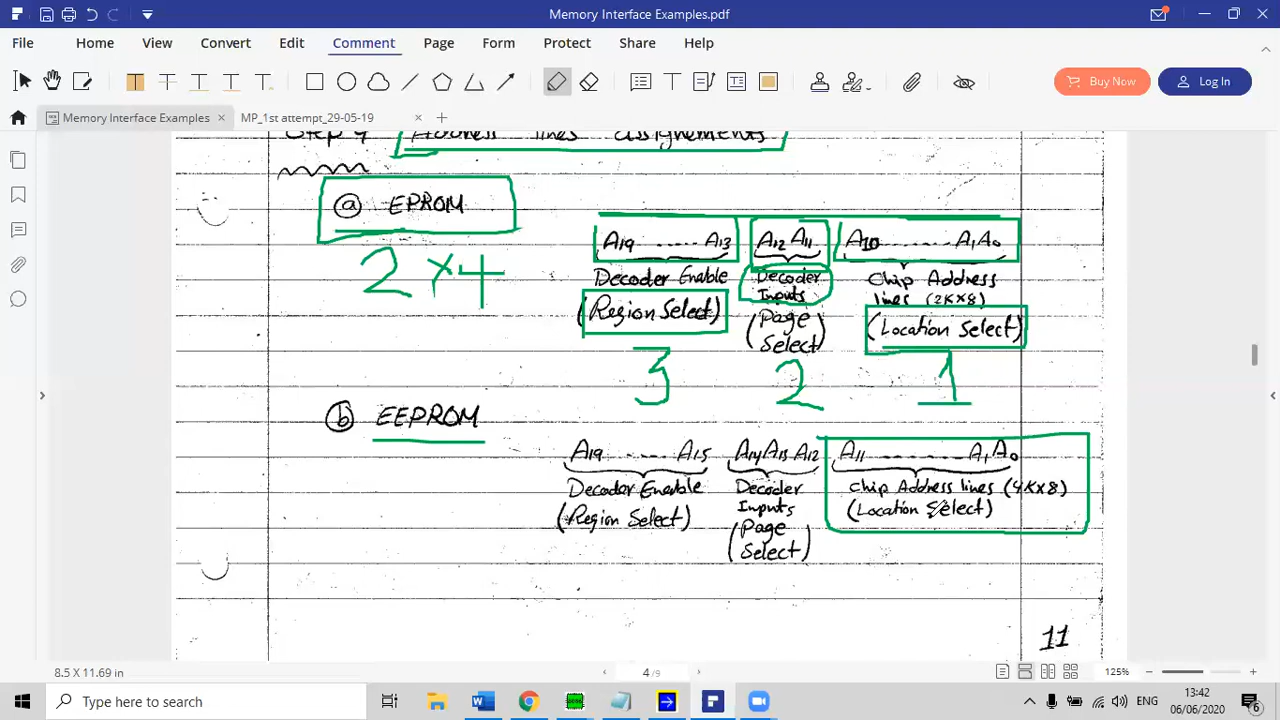 Memory Interface Examples.pdf
File Home View Convert Edit Comment Page Form Protect Share Help
Buy Now Log In
Memory Interface Examples MP_1st attempt_29-05-19
Step 4 Address lines assignements
ⓐ EPROM
2 × 4
A19 ..... A13 A12 A11 A10 ........ A1 A0
Decoder Enable Decoder Inputs Chip Address lines (2K×8)
(Region Select) (Page Select) (Location Select)
3 2 1
ⓑ EEPROM
A19 ..... A15 A14 A13 A12 A11 ........ A1 A0
Decoder Enable Decoder Inputs Chip Address lines (4K×8)
(Region Select) (Page Select) (Location Select)
11
8.5 X 11.69 in 4 /9 125%
Type here to search ENG 13:42 06/06/2020 6